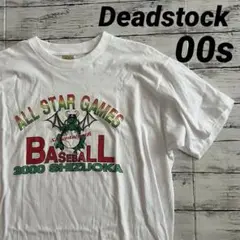 Deadstock
00s
ALL STAR GAMES
BASEBALL
2000 SHIZUOKA